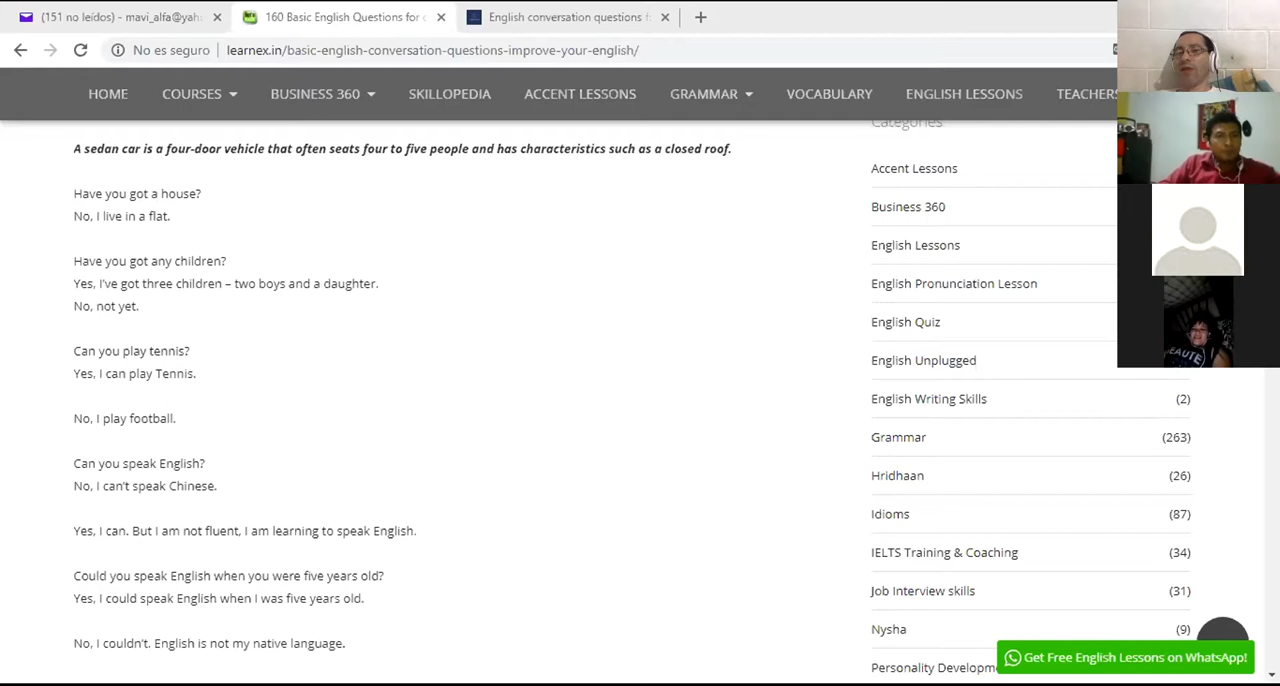 (151 no leídos) - mavi_alfa@yah
160 Basic English Questions for c
English conversation questions f
No es seguro
learnex.in/basic-english-conversation-questions-improve-your-english/
HOME
COURSES
BUSINESS 360
SKILLOPEDIA
ACCENT LESSONS
GRAMMAR
VOCABULARY
ENGLISH LESSONS
TEACHERS
A sedan car is a four-door vehicle that often seats four to five people and has characteristics such as a closed roof.
Have you got a house?
No, I live in a flat.
Have you got any children?
Yes, I've got three children – two boys and a daughter.
No, not yet.
Can you play tennis?
Yes, I can play Tennis.
No, I play football.
Can you speak English?
No, I can't speak Chinese.
Yes, I can. But I am not fluent, I am learning to speak English.
Could you speak English when you were five years old?
Yes, I could speak English when I was five years old.
No, I couldn't. English is not my native language.
Categories
Accent Lessons
Business 360
English Lessons
English Pronunciation Lesson
English Quiz
English Unplugged
English Writing Skills (2)
Grammar (263)
Hridhaan (26)
Idioms (87)
IELTS Training & Coaching (34)
Job Interview skills (31)
Nysha (9)
Personality Developm
Get Free English Lessons on WhatsApp!
BEAUTE